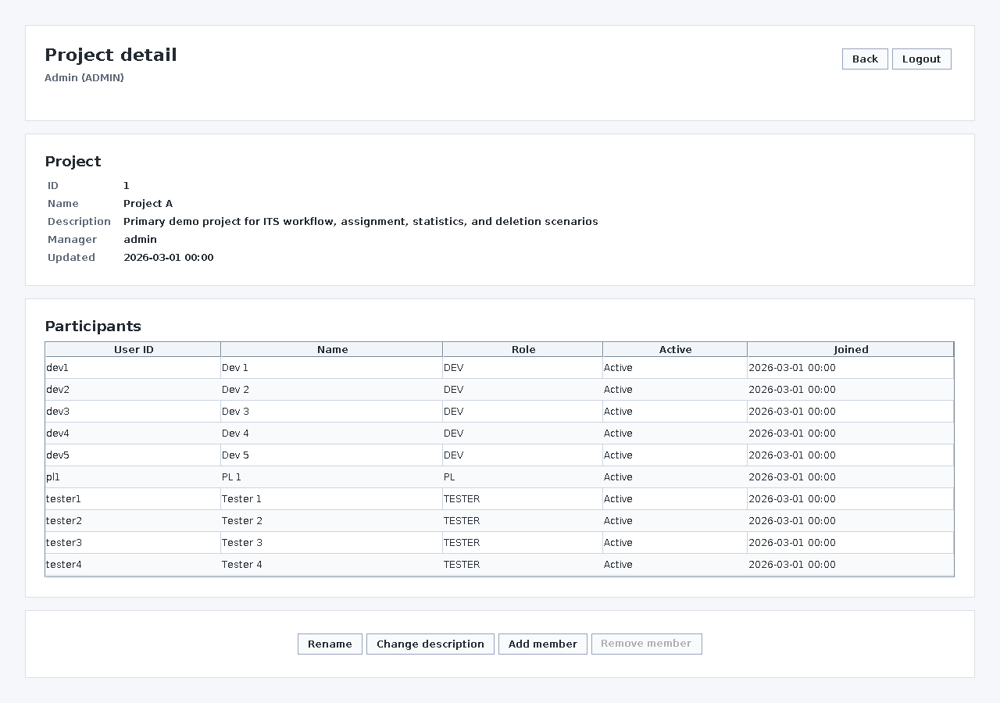 Project detail
Back Logout
Admin (ADMIN)
Project
ID 1
Name Project A
Description Primary demo project for ITS workflow, assignment, statistics, and deletion scenarios
Manager admin
Updated 2026-03-01 00:00
Participants
User ID Name Role Active Joined
dev1 Dev 1 DEV Active 2026-03-01 00:00
dev2 Dev 2 DEV Active 2026-03-01 00:00
dev3 Dev 3 DEV Active 2026-03-01 00:00
dev4 Dev 4 DEV Active 2026-03-01 00:00
dev5 Dev 5 DEV Active 2026-03-01 00:00
pl1 PL 1 PL Active 2026-03-01 00:00
tester1 Tester 1 TESTER Active 2026-03-01 00:00
tester2 Tester 2 TESTER Active 2026-03-01 00:00
tester3 Tester 3 TESTER Active 2026-03-01 00:00
tester4 Tester 4 TESTER Active 2026-03-01 00:00
Rename Change description Add member Remove member